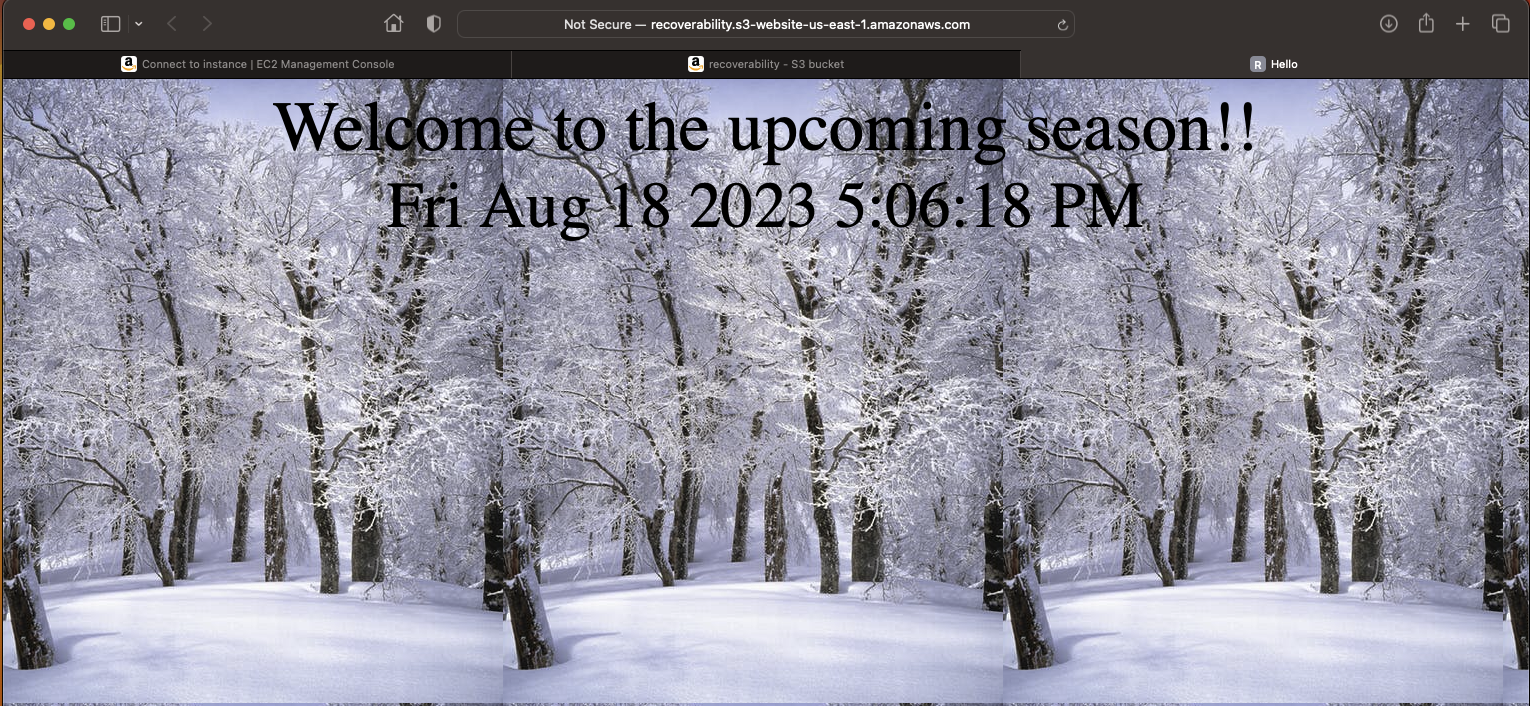 Not Secure — recoverability.s3-website-us-east-1.amazonaws.com
Connect to instance | EC2 Management Console
recoverability - S3 bucket
R Hello
Welcome to the upcoming season!!
Fri Aug 18 2023 5:06:18 PM